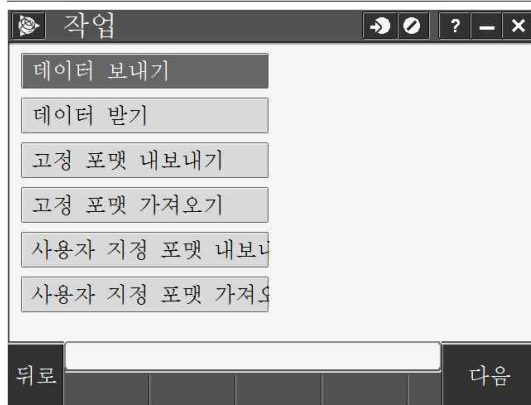 작업
? – ×
데이터 보내기
데이터 받기
고정 포맷 내보내기
고정 포맷 가져오기
사용자 지정 포맷 내보내
사용자 지정 포맷 가져오
뒤로
다음